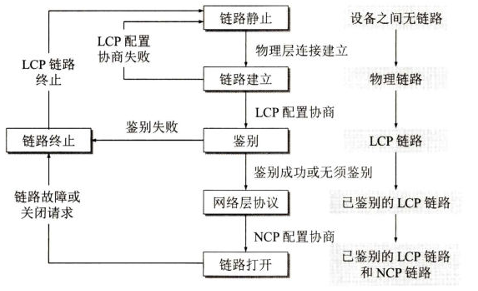 链路静止
设备之间无链路
LCP 配置
协商失败
物理层连接建立
LCP 链路
终止
链路建立
物理链路
LCP 配置协商
鉴别失败
链路终止
鉴别
LCP 链路
鉴别成功或无须鉴别
链路故障或
关闭请求
网络层协议
已鉴别的 LCP 链路
NCP 配置协商
链路打开
已鉴别的 LCP 链路
和 NCP 链路